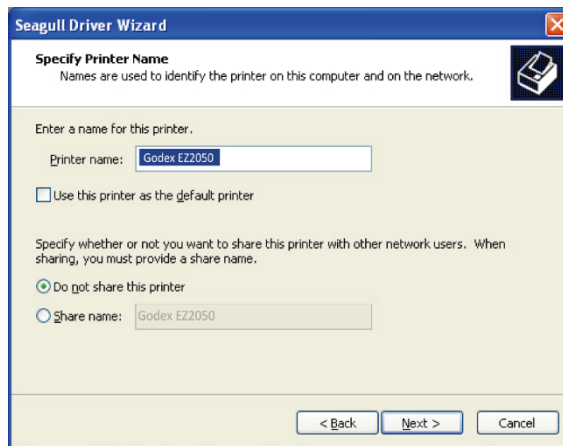 Seagull Driver Wizard
Specify Printer Name
Names are used to identify the printer on this computer and on the network.
Enter a name for this printer.
Printer name: Godex EZ2050
Use this printer as the default printer
Specify whether or not you want to share this printer with other network users. When
sharing, you must provide a share name.
Do not share this printer
Share name: Godex EZ2050
< Back Next > Cancel